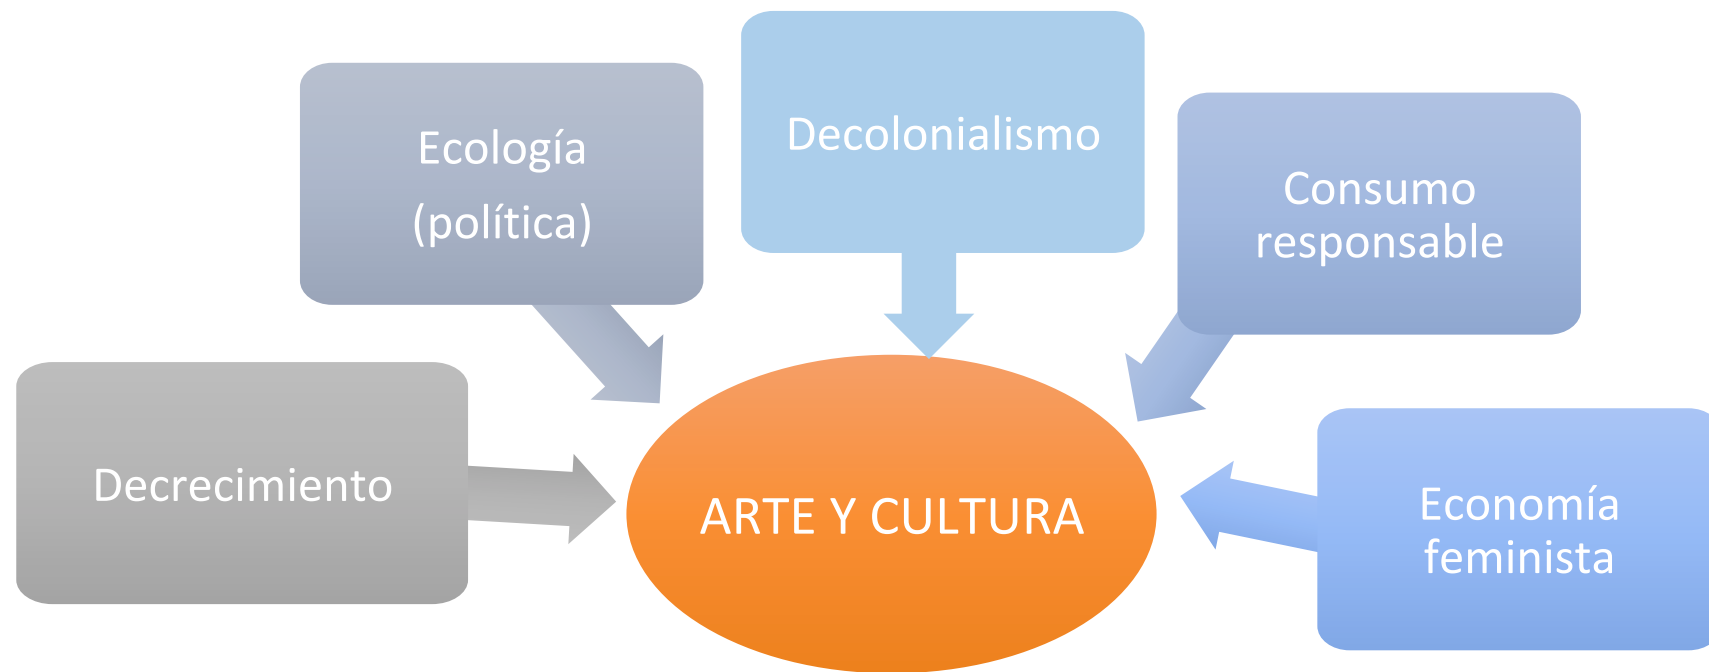 Decolonialismo
Ecología
(política)
Consumo
responsable
Decrecimiento
ARTE Y CULTURA
Economía
feminista